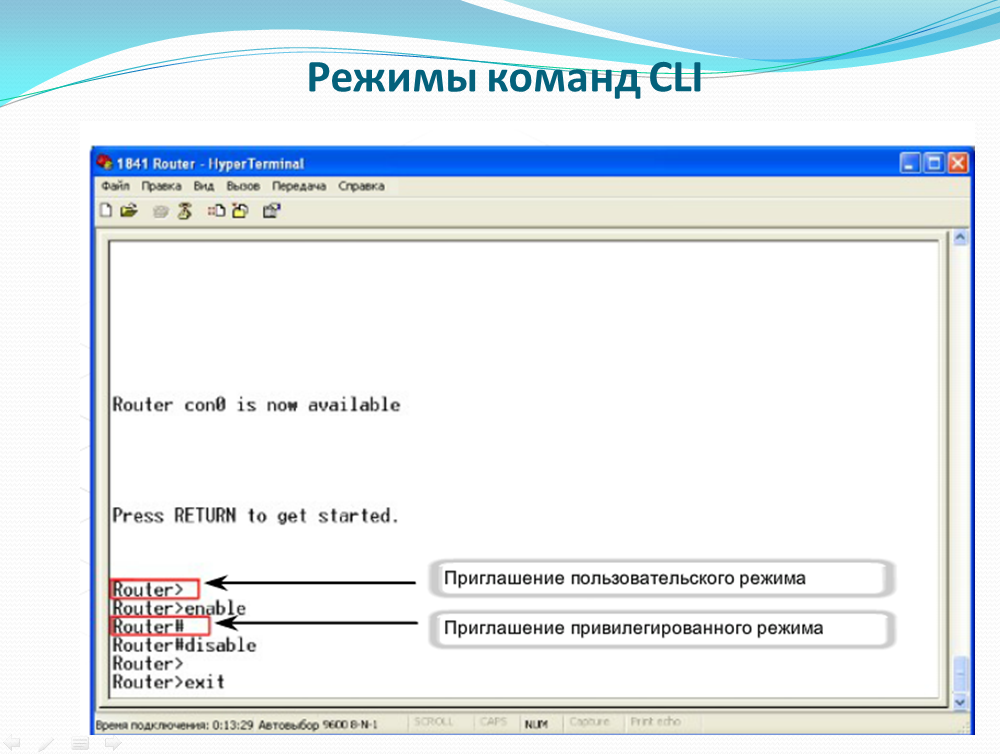 Режимы команд CLI
1841 Router - HyperTerminal
Файл Правка Вид Вызов Передача Справка
Router con0 is now available
Press RETURN to get started.
Router>
Приглашение пользовательского режима
Router>enable
Router#
Приглашение привилегированного режима
Router#disable
Router>
Router>exit
Время подключения: 0:13:29 Автовыбор 9600 8-N-1 SCROLL CAPS NUM Capture Print echo